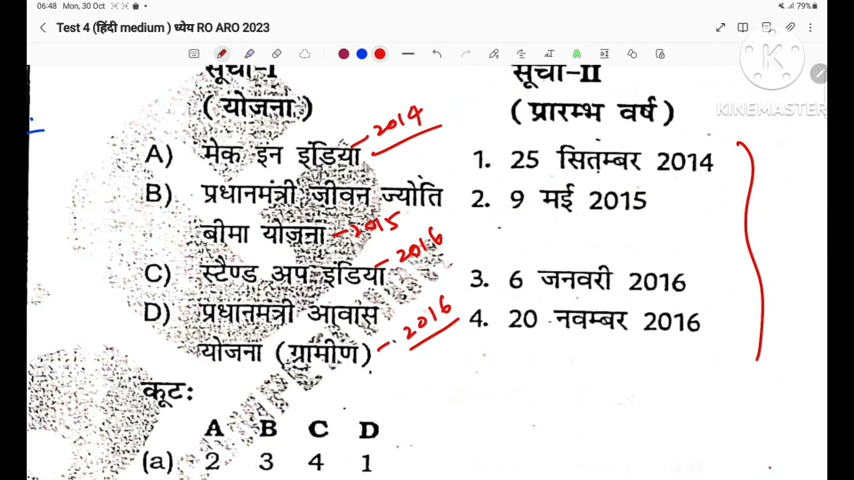 06:48 Mon, 30 Oct
79%
Test 4 (हिंदी medium ) ध्येय RO ARO 2023
KINEMASTER
सूची-I सूची-II
(योजना) (प्रारम्भ वर्ष)
A) मेक इन इंडिया - 2014 1. 25 सितम्बर 2014
B) प्रधानमंत्री जीवन ज्योति 2. 9 मई 2015
बीमा योजना - 2015
C) स्टैण्ड अप इंडिया - 2016 3. 6 जनवरी 2016
D) प्रधानमंत्री आवास 4. 20 नवम्बर 2016
योजना (ग्रामीण) - 2016
कूटः
A B C D
(a) 2 3 4 1